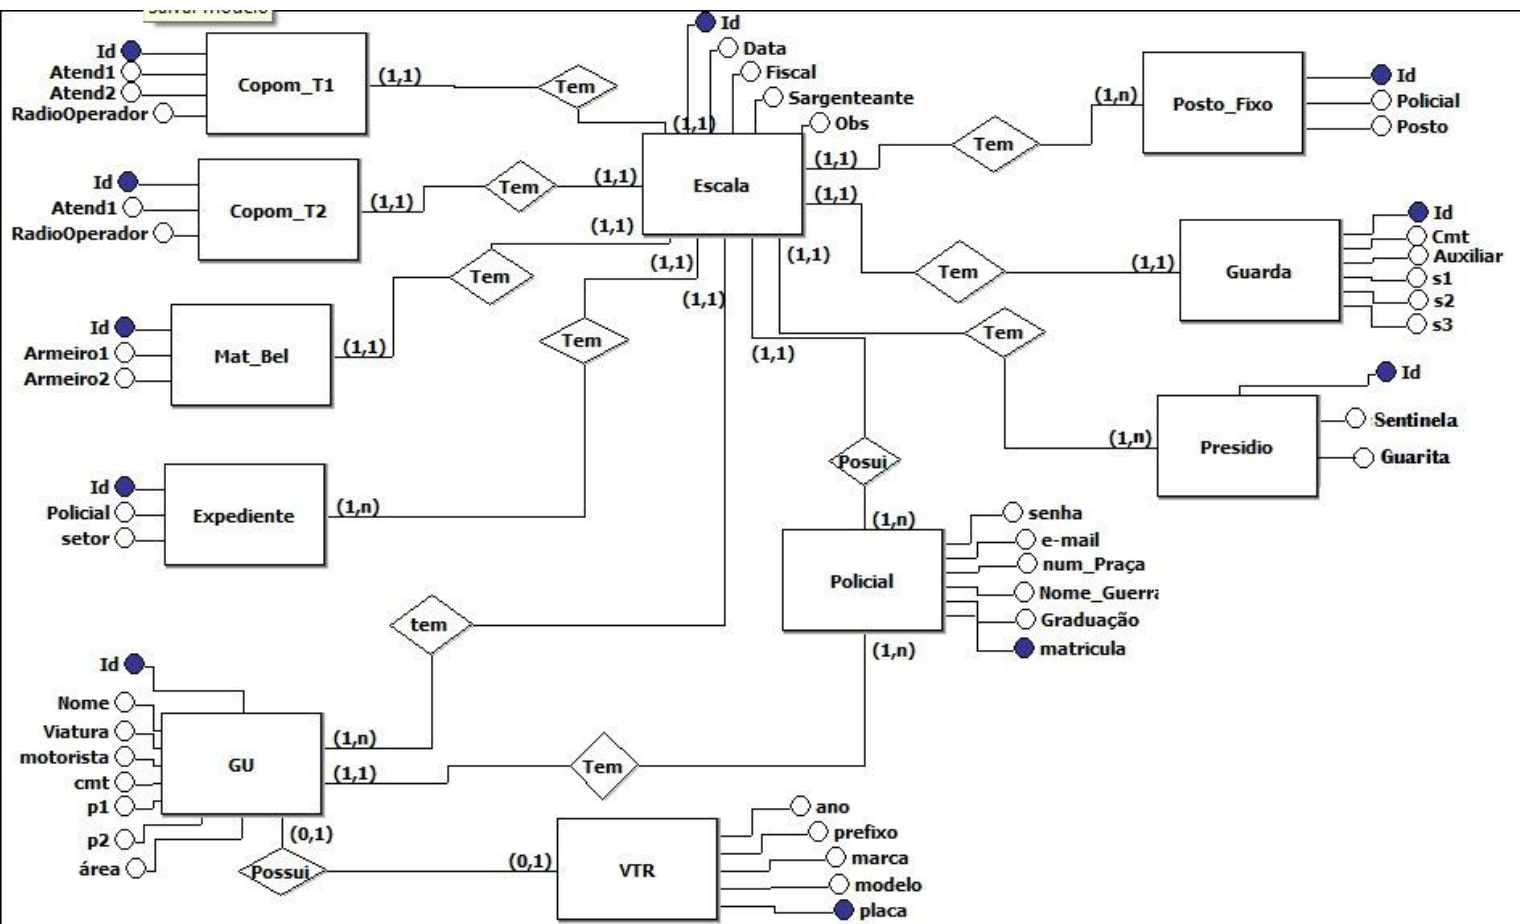 Salvar modelo
Id
Atend1
Atend2
RadioOperador
Copom_T1
(1,1)
Tem
(1,1)
Id
Data
Fiscal
Sargenteante
Obs
Escala
(1,1)
Tem
(1,n)
Posto_Fixo
Id
Policial
Posto
Id
Atend1
RadioOperador
Copom_T2
(1,1)
Tem
(1,1)
(1,1)
Tem
(1,1)
Guarda
Id
Cmt
Auxiliar
s1
s2
s3
Id
Armeiro1
Armeiro2
Mat_Bel
(1,1)
Tem
(1,1)
(1,1)
Tem
(1,n)
Presidio
Id
Sentinela
Guarita
Id
Policial
setor
Expediente
(1,n)
Tem
(1,1)
(1,1)
Posui
(1,n)
Policial
senha
e-mail
num_Praça
Nome_Guerra
Graduação
matricula
(1,n)
(1,1)
tem
(1,n)
Id
Nome
Viatura
motorista
cmt
p1
p2
área
GU
(1,1)
Tem
(0,1)
Possui
(0,1)
VTR
ano
prefixo
marca
modelo
placa